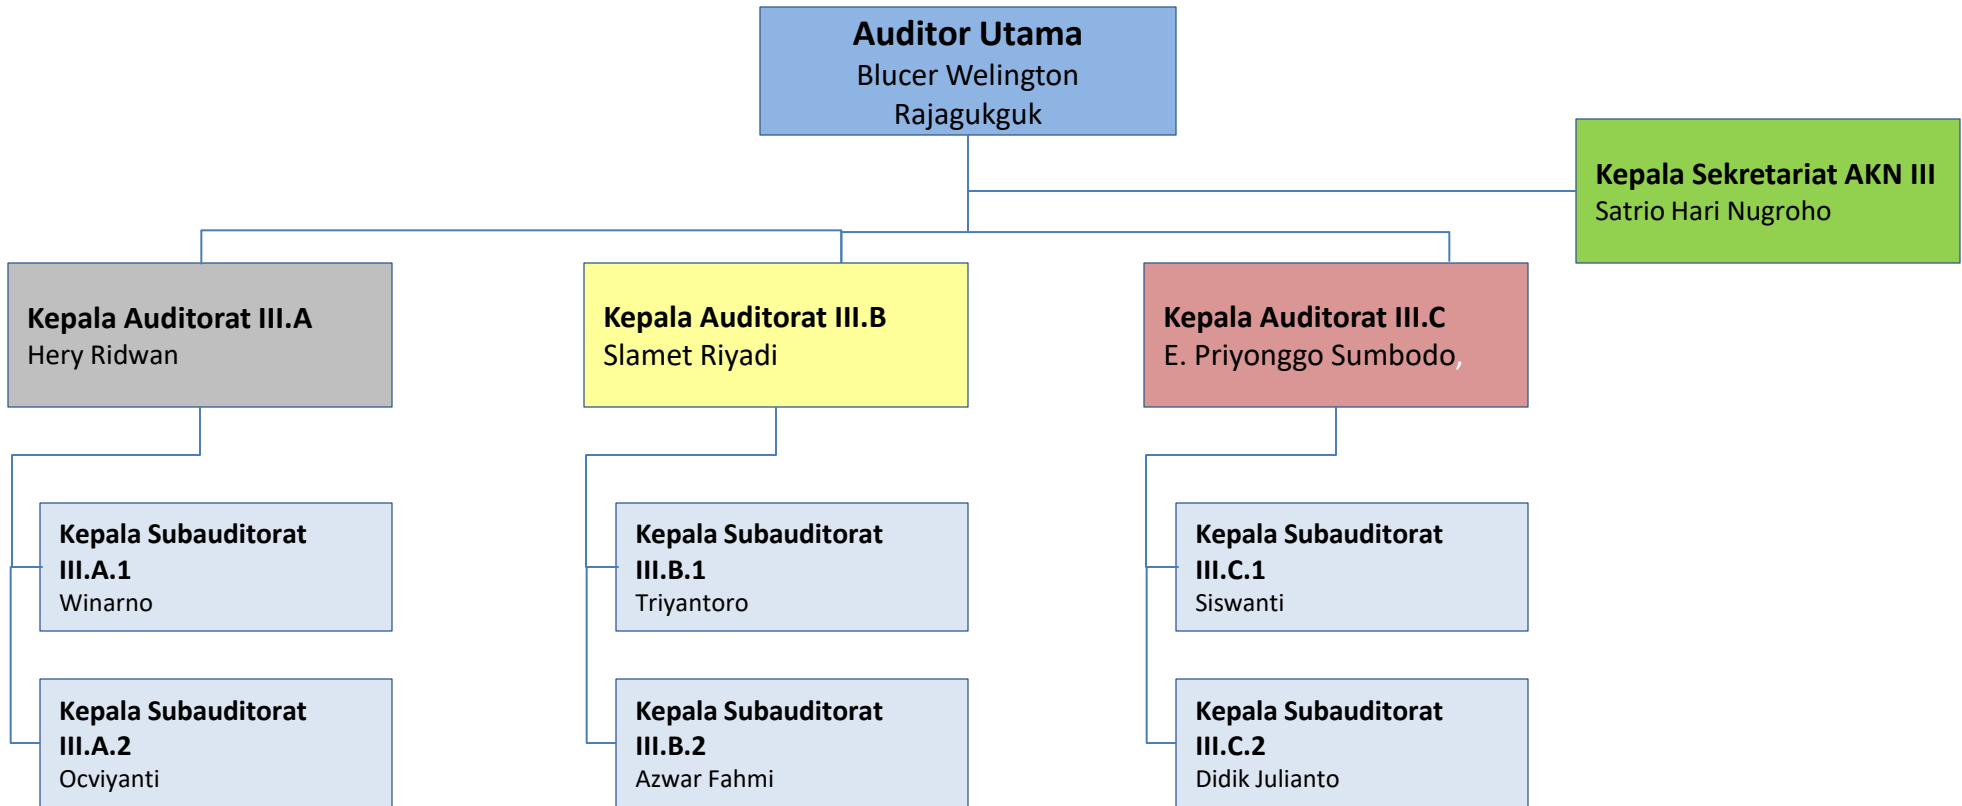 Auditor Utama
Blucer Welington
Rajagukguk
Kepala Sekretariat AKN III
Satrio Hari Nugroho
Kepala Auditorat III.A
Hery Ridwan
Kepala Auditorat III.B
Slamet Riyadi
Kepala Auditorat III.C
E. Priyonggo Sumbodo,
Kepala Subauditorat
III.A.1
Winarno
Kepala Subauditorat
III.B.1
Triyantoro
Kepala Subauditorat
III.C.1
Siswanti
Kepala Subauditorat
III.A.2
Ocviyanti
Kepala Subauditorat
III.B.2
Azwar Fahmi
Kepala Subauditorat
III.C.2
Didik Julianto